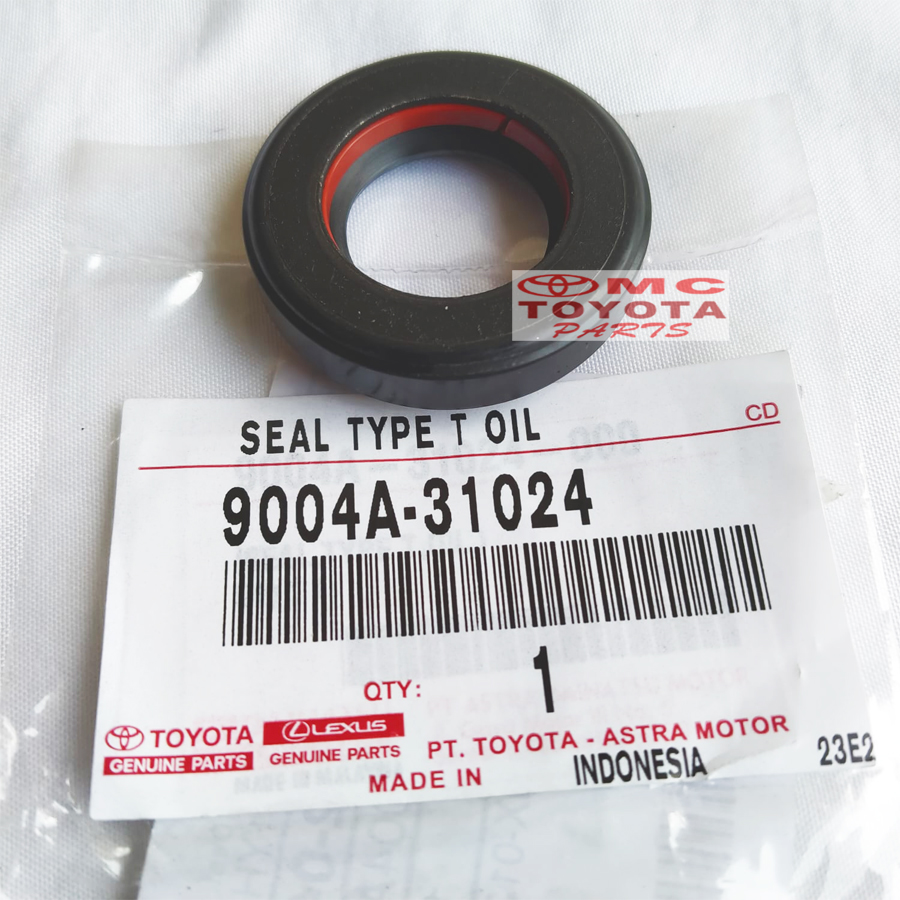 OMC
TOYOTA
PARTS
SEAL TYPE T OIL
CD
9004A-31024
QTY:
1
TOYOTA
GENUINE PARTS
LEXUS
GENUINE PARTS
PT. TOYOTA - ASTRA MOTOR
MADE IN
INDONESIA
23E2